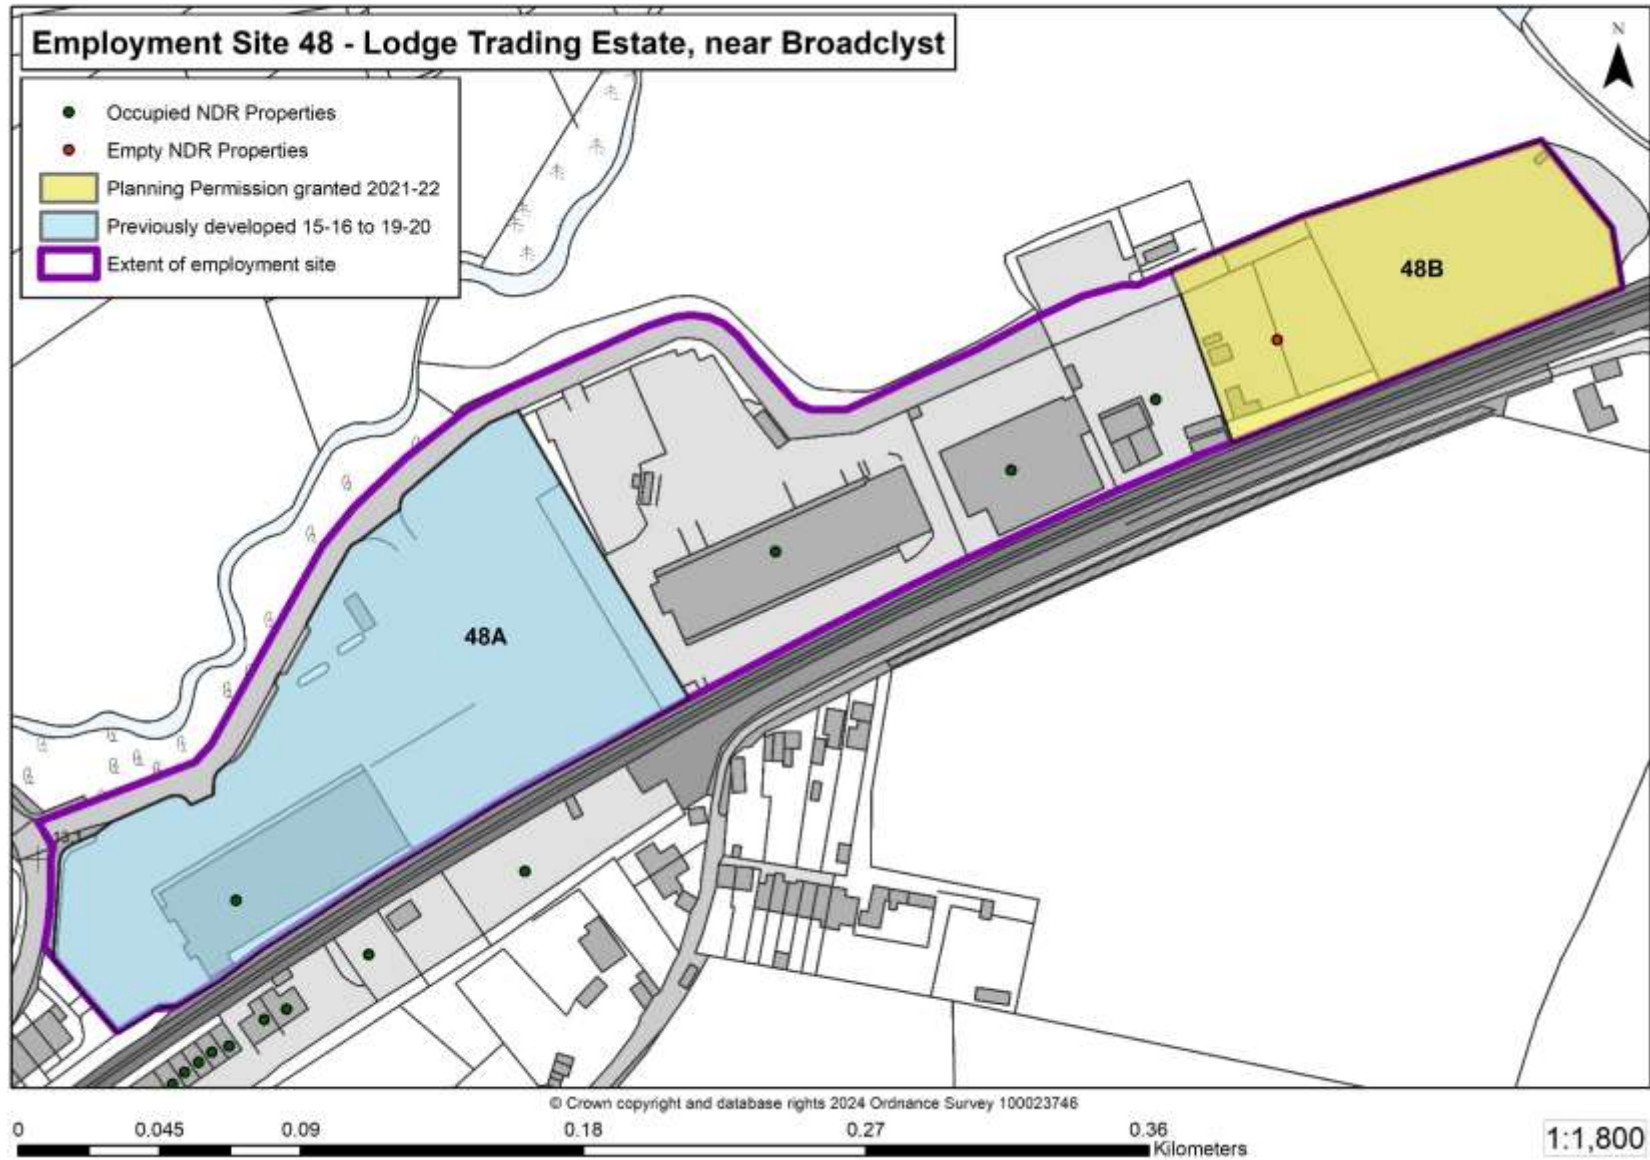 Employment Site 48 - Lodge Trading Estate, near Broadclyst
N
Occupied NDR Properties
Empty NDR Properties
Planning Permission granted 2021-22
Previously developed 15-16 to 19-20
Extent of employment site
48B
48A
© Crown copyright and database rights 2024 Ordnance Survey 100023746
0 0.045 0.09 0.18 0.27 0.36
Kilometers
1:1,800